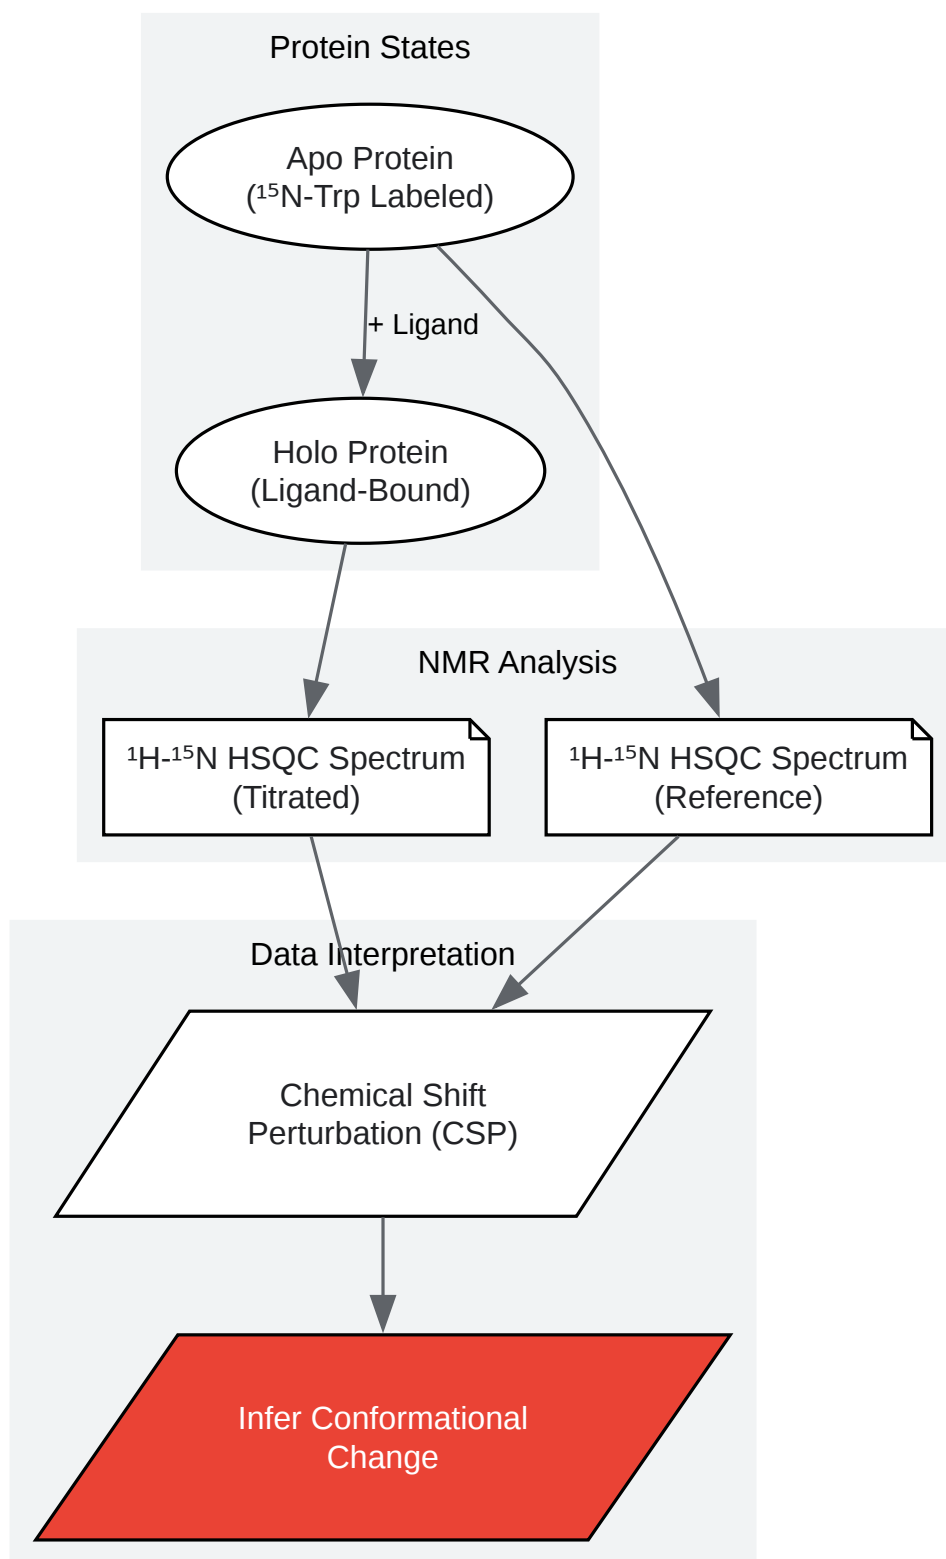 Protein States
Apo Protein
(¹⁵N-Trp Labeled)
+ Ligand
Holo Protein
(Ligand-Bound)
NMR Analysis
¹H-¹⁵N HSQC Spectrum
(Titrated)
¹H-¹⁵N HSQC Spectrum
(Reference)
Data Interpretation
Chemical Shift
Perturbation (CSP)
Infer Conformational
Change